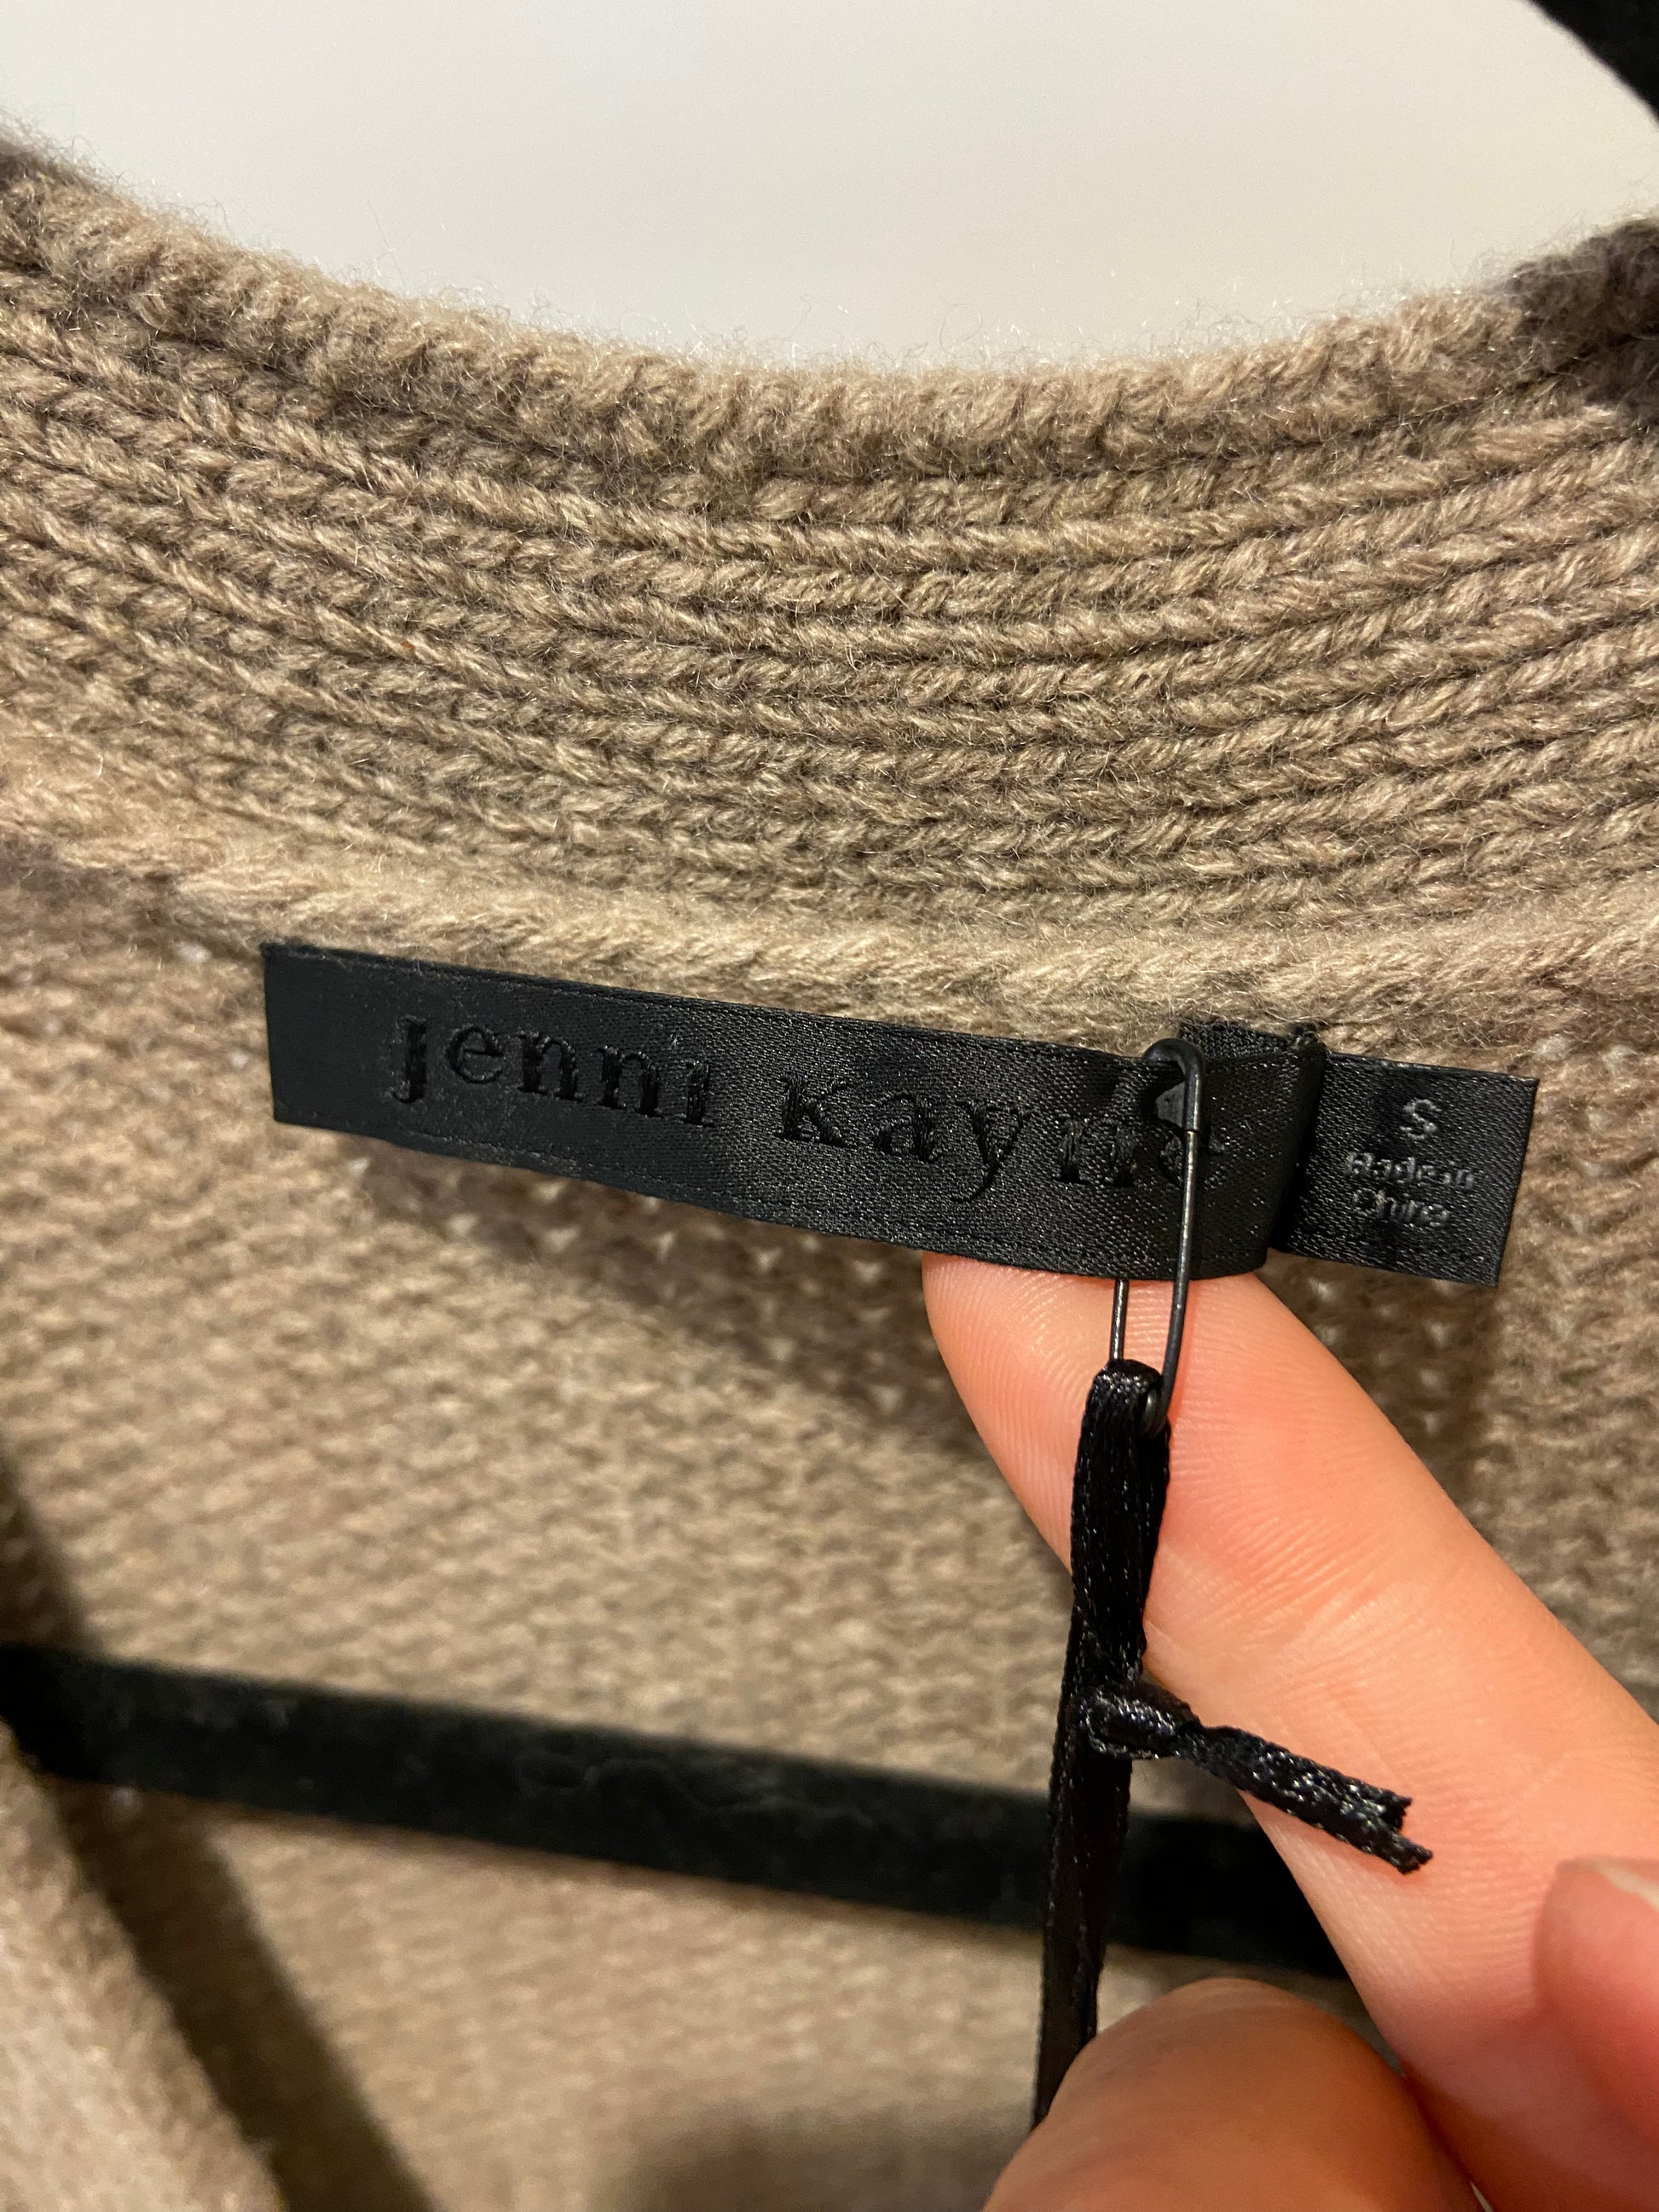 jenni kayne
S
Made in
China